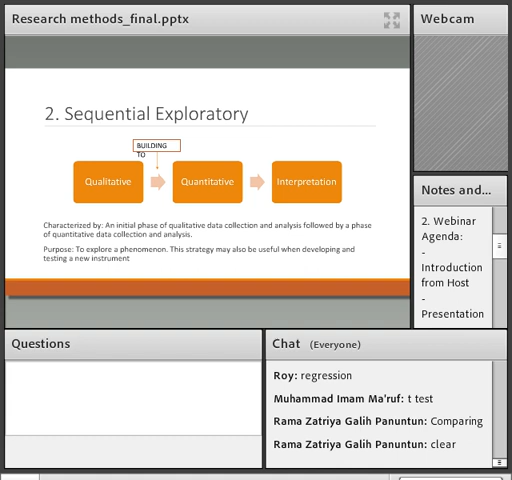 Research methods_final.pptx
2. Sequential Exploratory
BUILDING
TO
Qualitative
Quantitative
Interpretation
Characterized by: An initial phase of qualitative data collection and analysis followed by a phase
of quantitative data collection and analysis.
Purpose: To explore a phenomenon. This strategy may also be useful when developing and
testing a new instrument
Webcam
Notes and...
2. Webinar
Agenda:
-
Introduction
from Host
-
Presentation
Questions
Chat (Everyone)
Roy: regression
Muhammad Imam Ma'ruf: t test
Rama Zatriya Galih Panuntun: Comparing
Rama Zatriya Galih Panuntun: clear